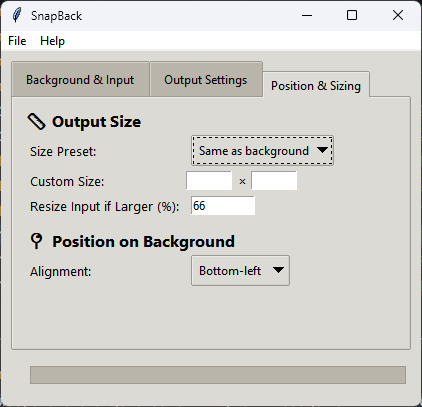 SnapBack
File Help
Background & Input Output Settings Position & Sizing
Output Size
Size Preset: Same as background
Custom Size: ×
Resize Input if Larger (%): 66
Position on Background
Alignment: Bottom-left